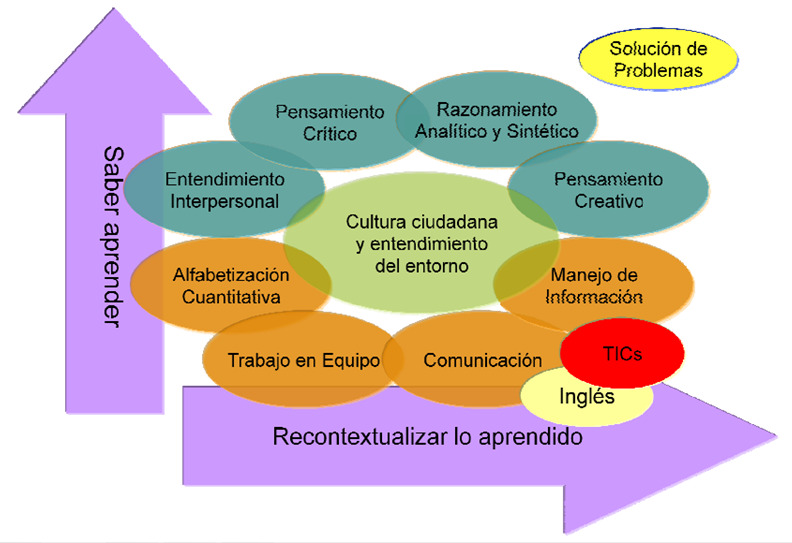 Solución de
Problemas
Pensamiento
Crítico
Razonamiento
Analítico y Sintético
Entendimiento
Interpersonal
Pensamiento
Creativo
Cultura ciudadana
y entendimiento
del entorno
Alfabetización
Cuantitativa
Manejo de
Información
Trabajo en Equipo
Comunicación
TICs
Inglés
Saber aprender
Recontextualizar lo aprendido